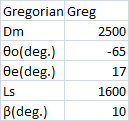 Gregorian Greg
Dm 2500
θo(deg.) -65
θe(deg.) 17
Ls 1600
β(deg.) 10